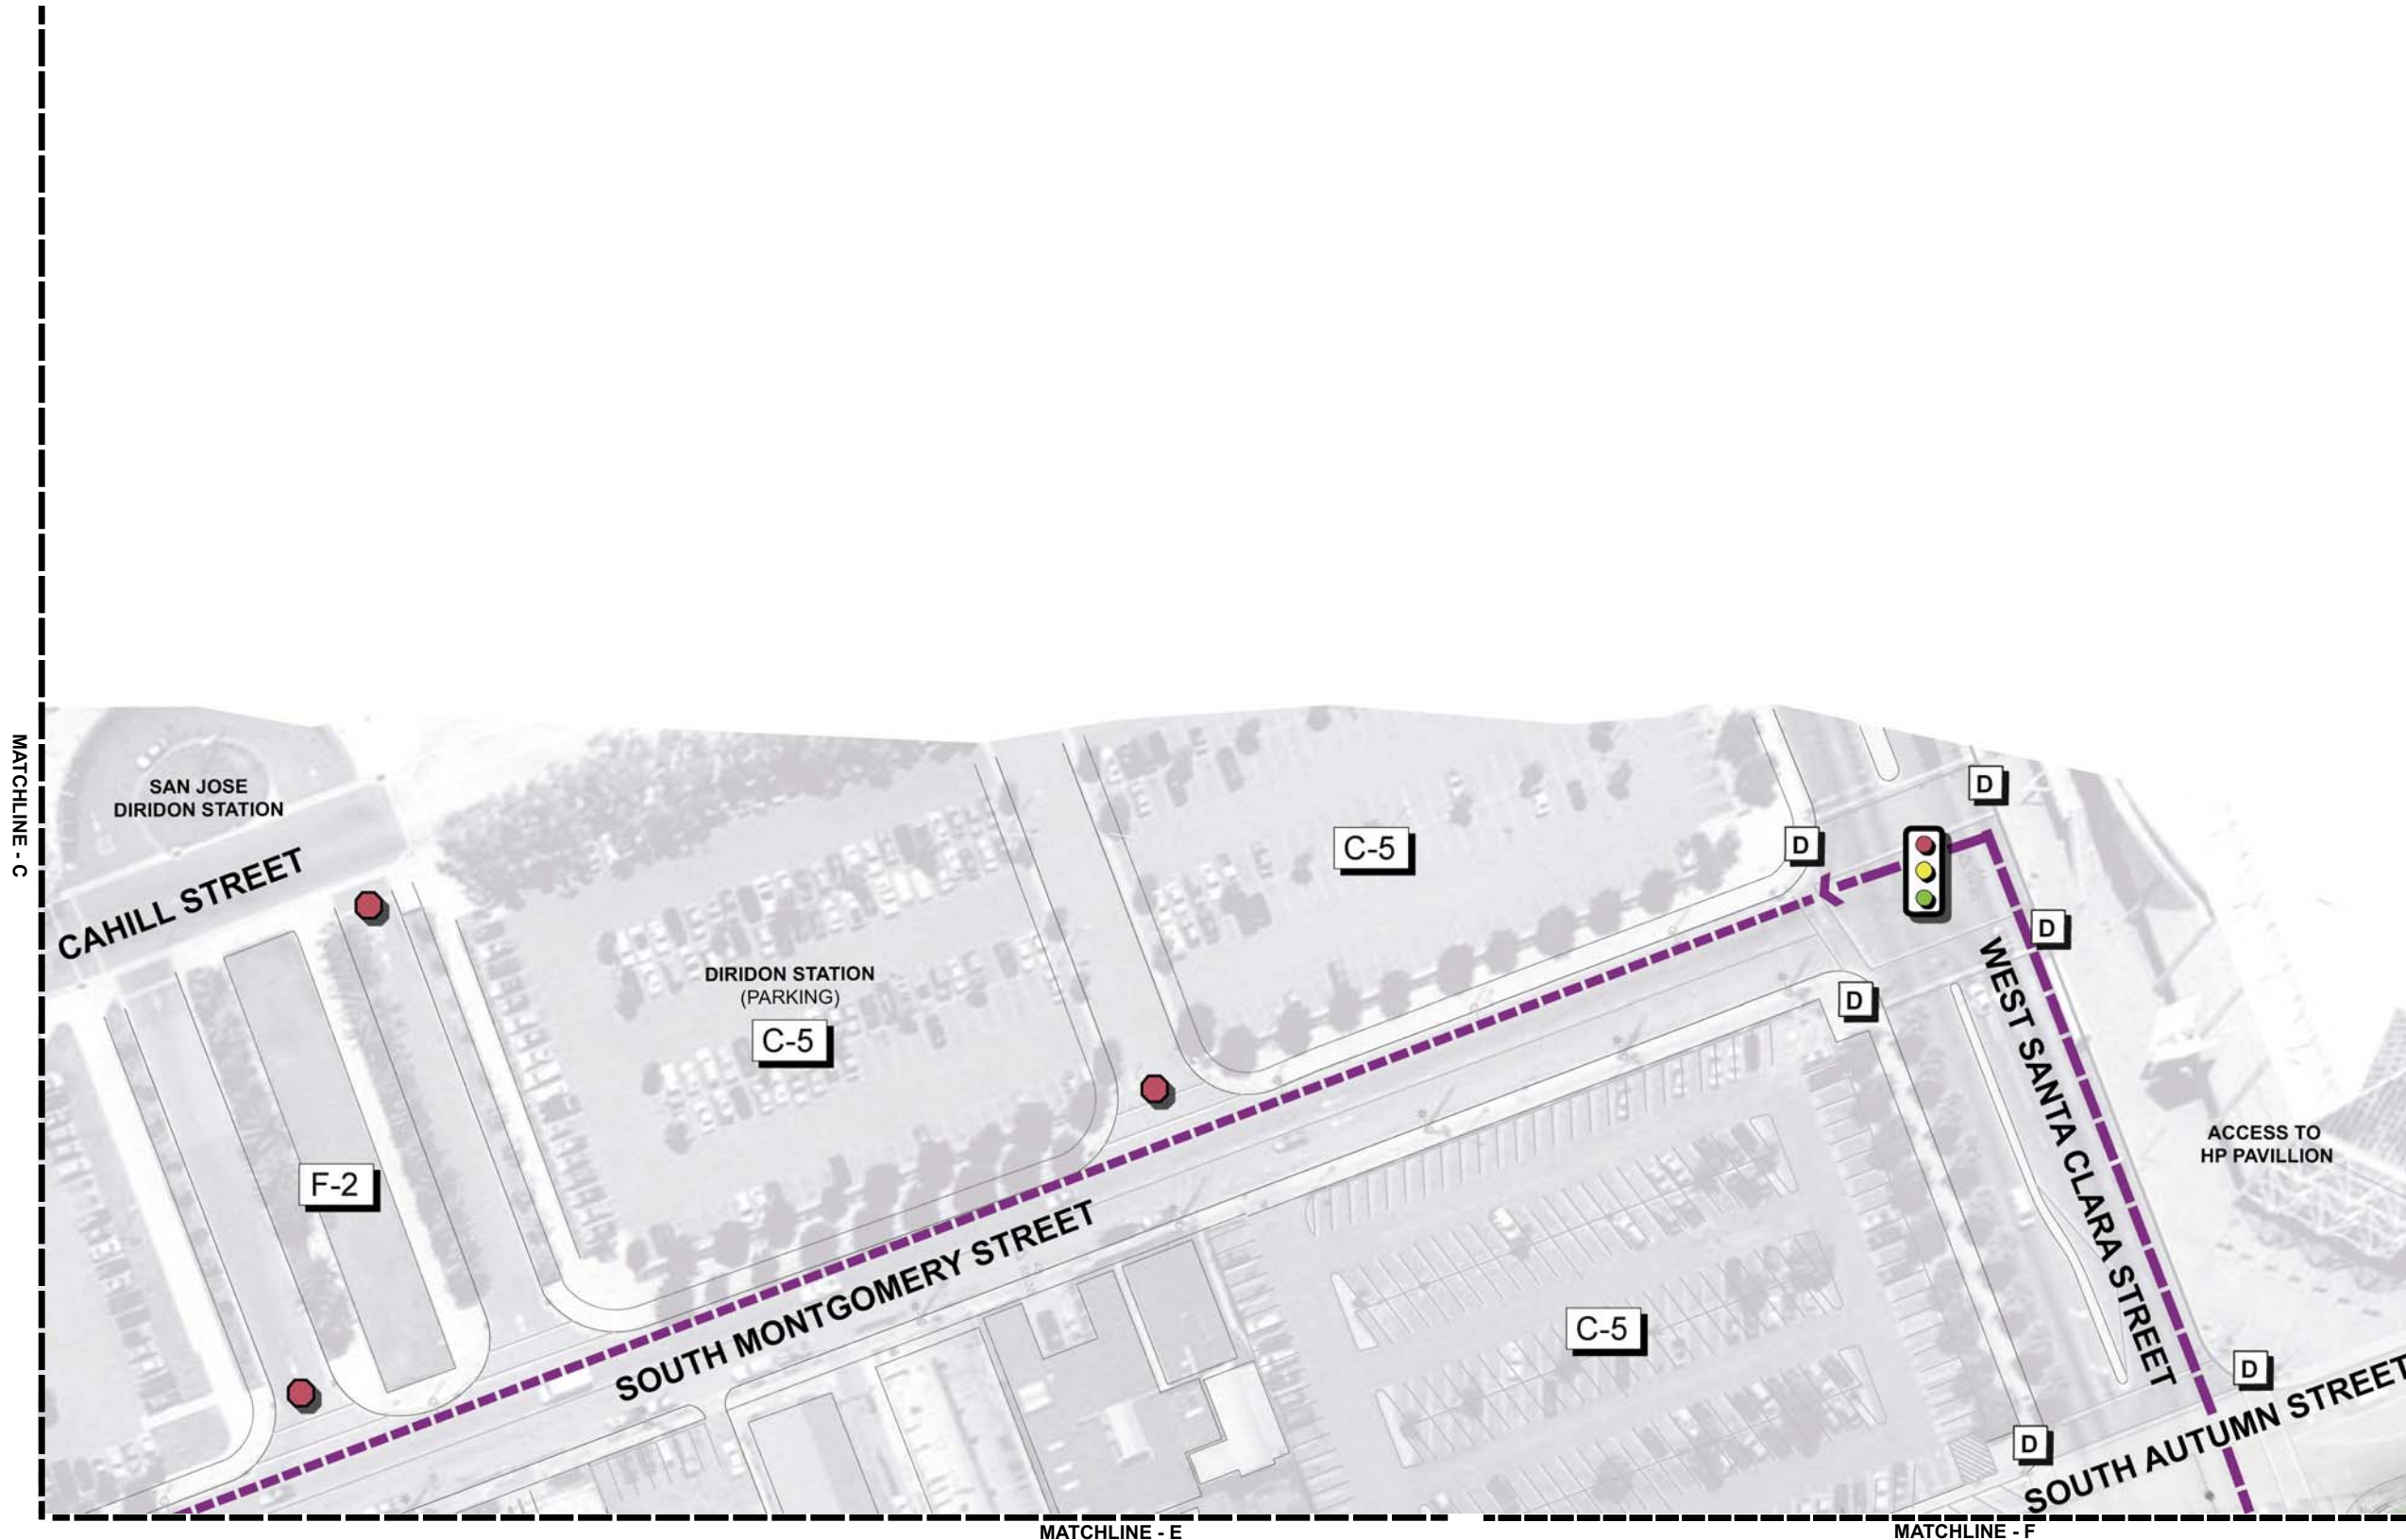 MATCHLINE - C
SAN JOSE
DIRIDON STATION
CAHILL STREET
D
D
C-5
D
DIRIDON STATION
(PARKING)
C-5
D
WEST SANTA CLARA STREET
ACCESS TO
HP PAVILLION
F-2
SOUTH MONTGOMERY STREET
C-5
D
D
SOUTH AUTUMN STREET
MATCHLINE - E
MATCHLINE - F